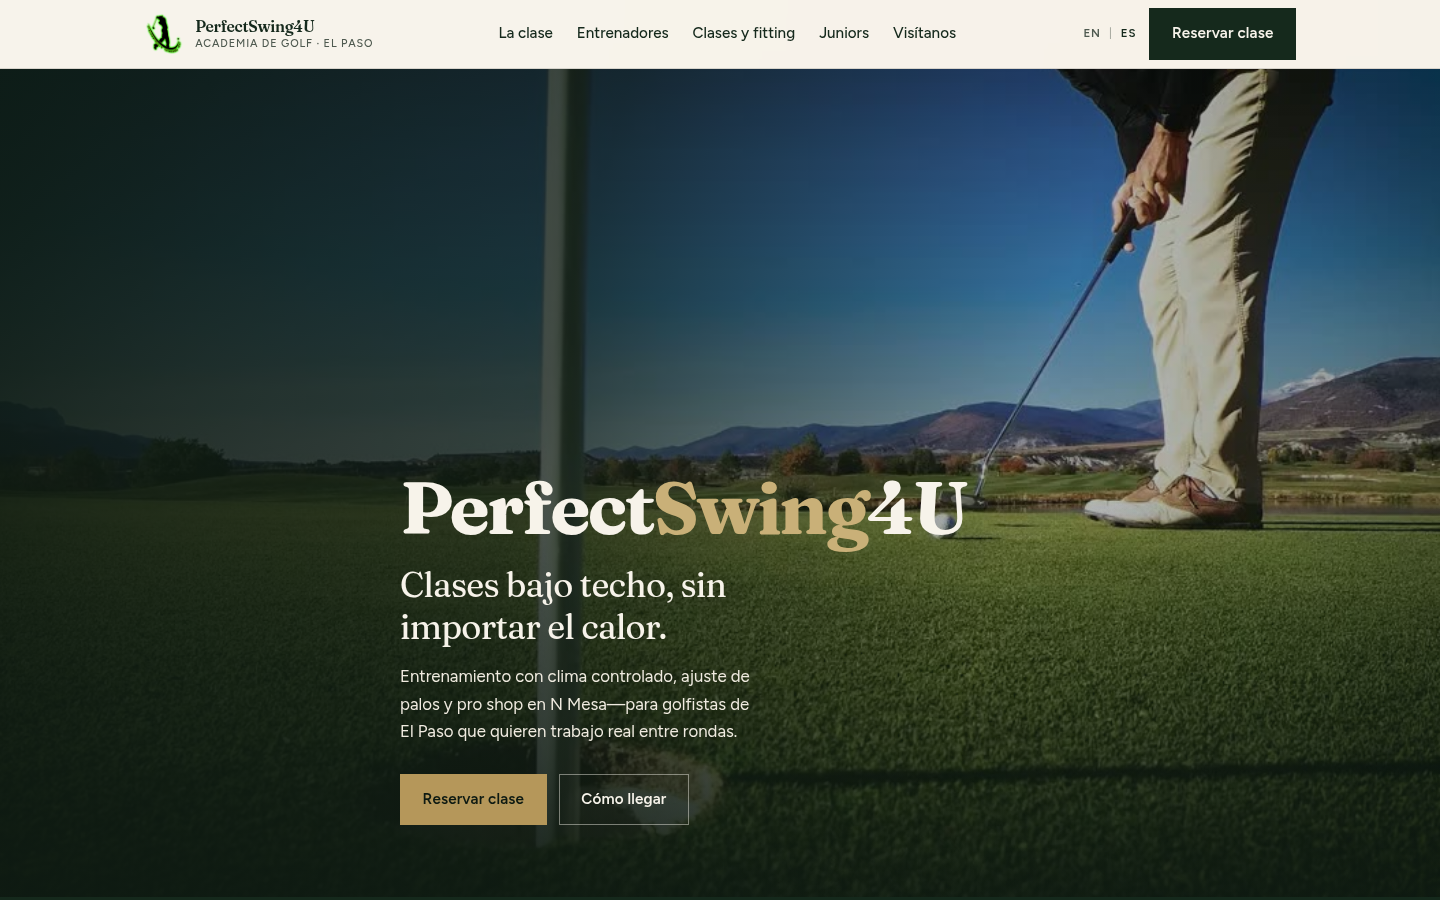 PerfectSwing4U
ACADEMIA DE GOLF · EL PASO
La clase
Entrenadores
Clases y fitting
Juniors
Visítanos
EN | ES
Reservar clase
PerfectSwing4U
Clases bajo techo, sin
importar el calor.
Entrenamiento con clima controlado, ajuste de
palos y pro shop en N Mesa—para golfistas de
El Paso que quieren trabajo real entre rondas.
Reservar clase
Cómo llegar